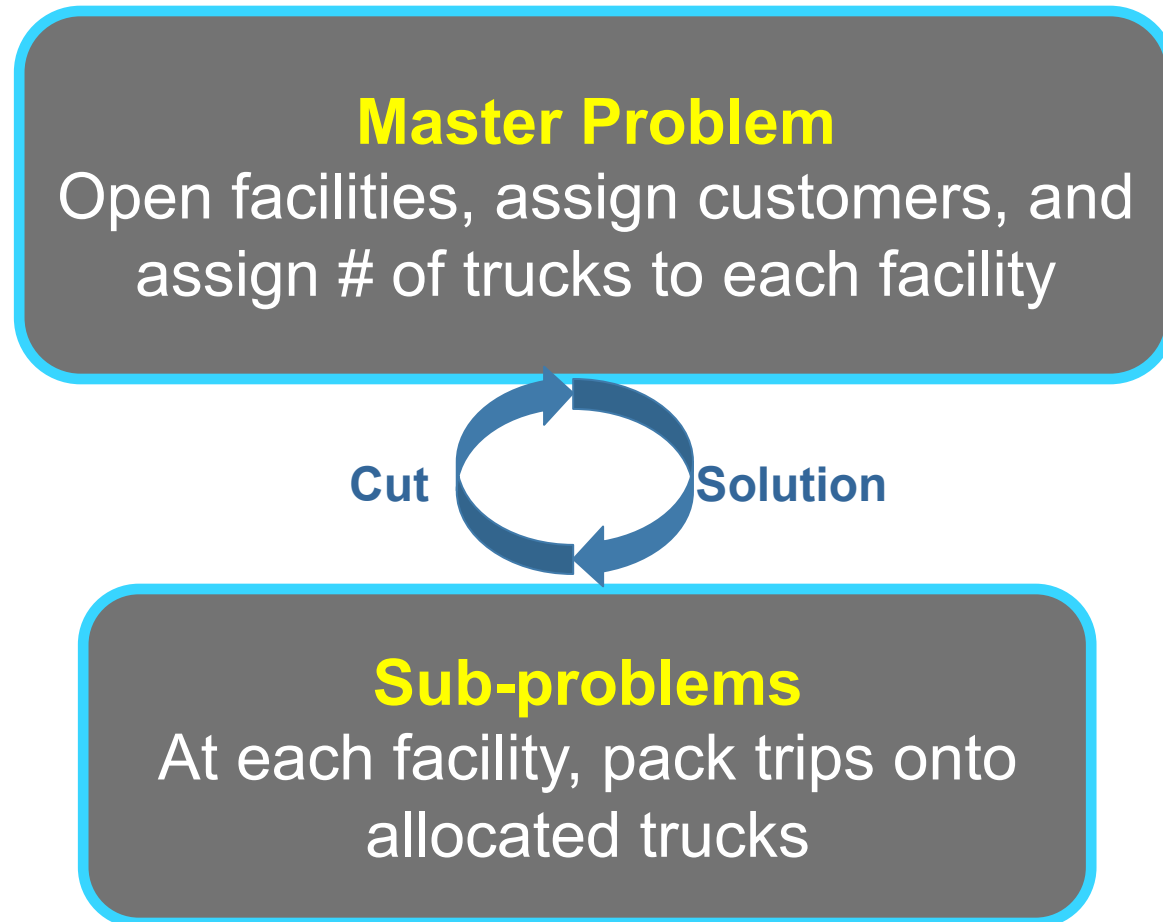 Master Problem
Open facilities, assign customers, and
assign # of trucks to each facility
Cut
Solution
Sub-problems
At each facility, pack trips onto
allocated trucks